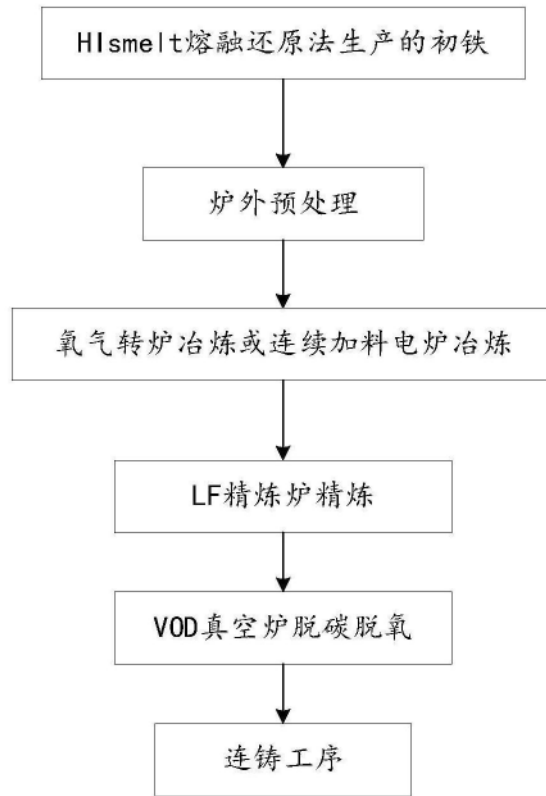 HIsmelt熔融还原法生产的初铁
炉外预处理
氧气转炉冶炼或连续加料电炉冶炼
LF精炼炉精炼
VOD真空炉脱碳脱氧
连铸工序